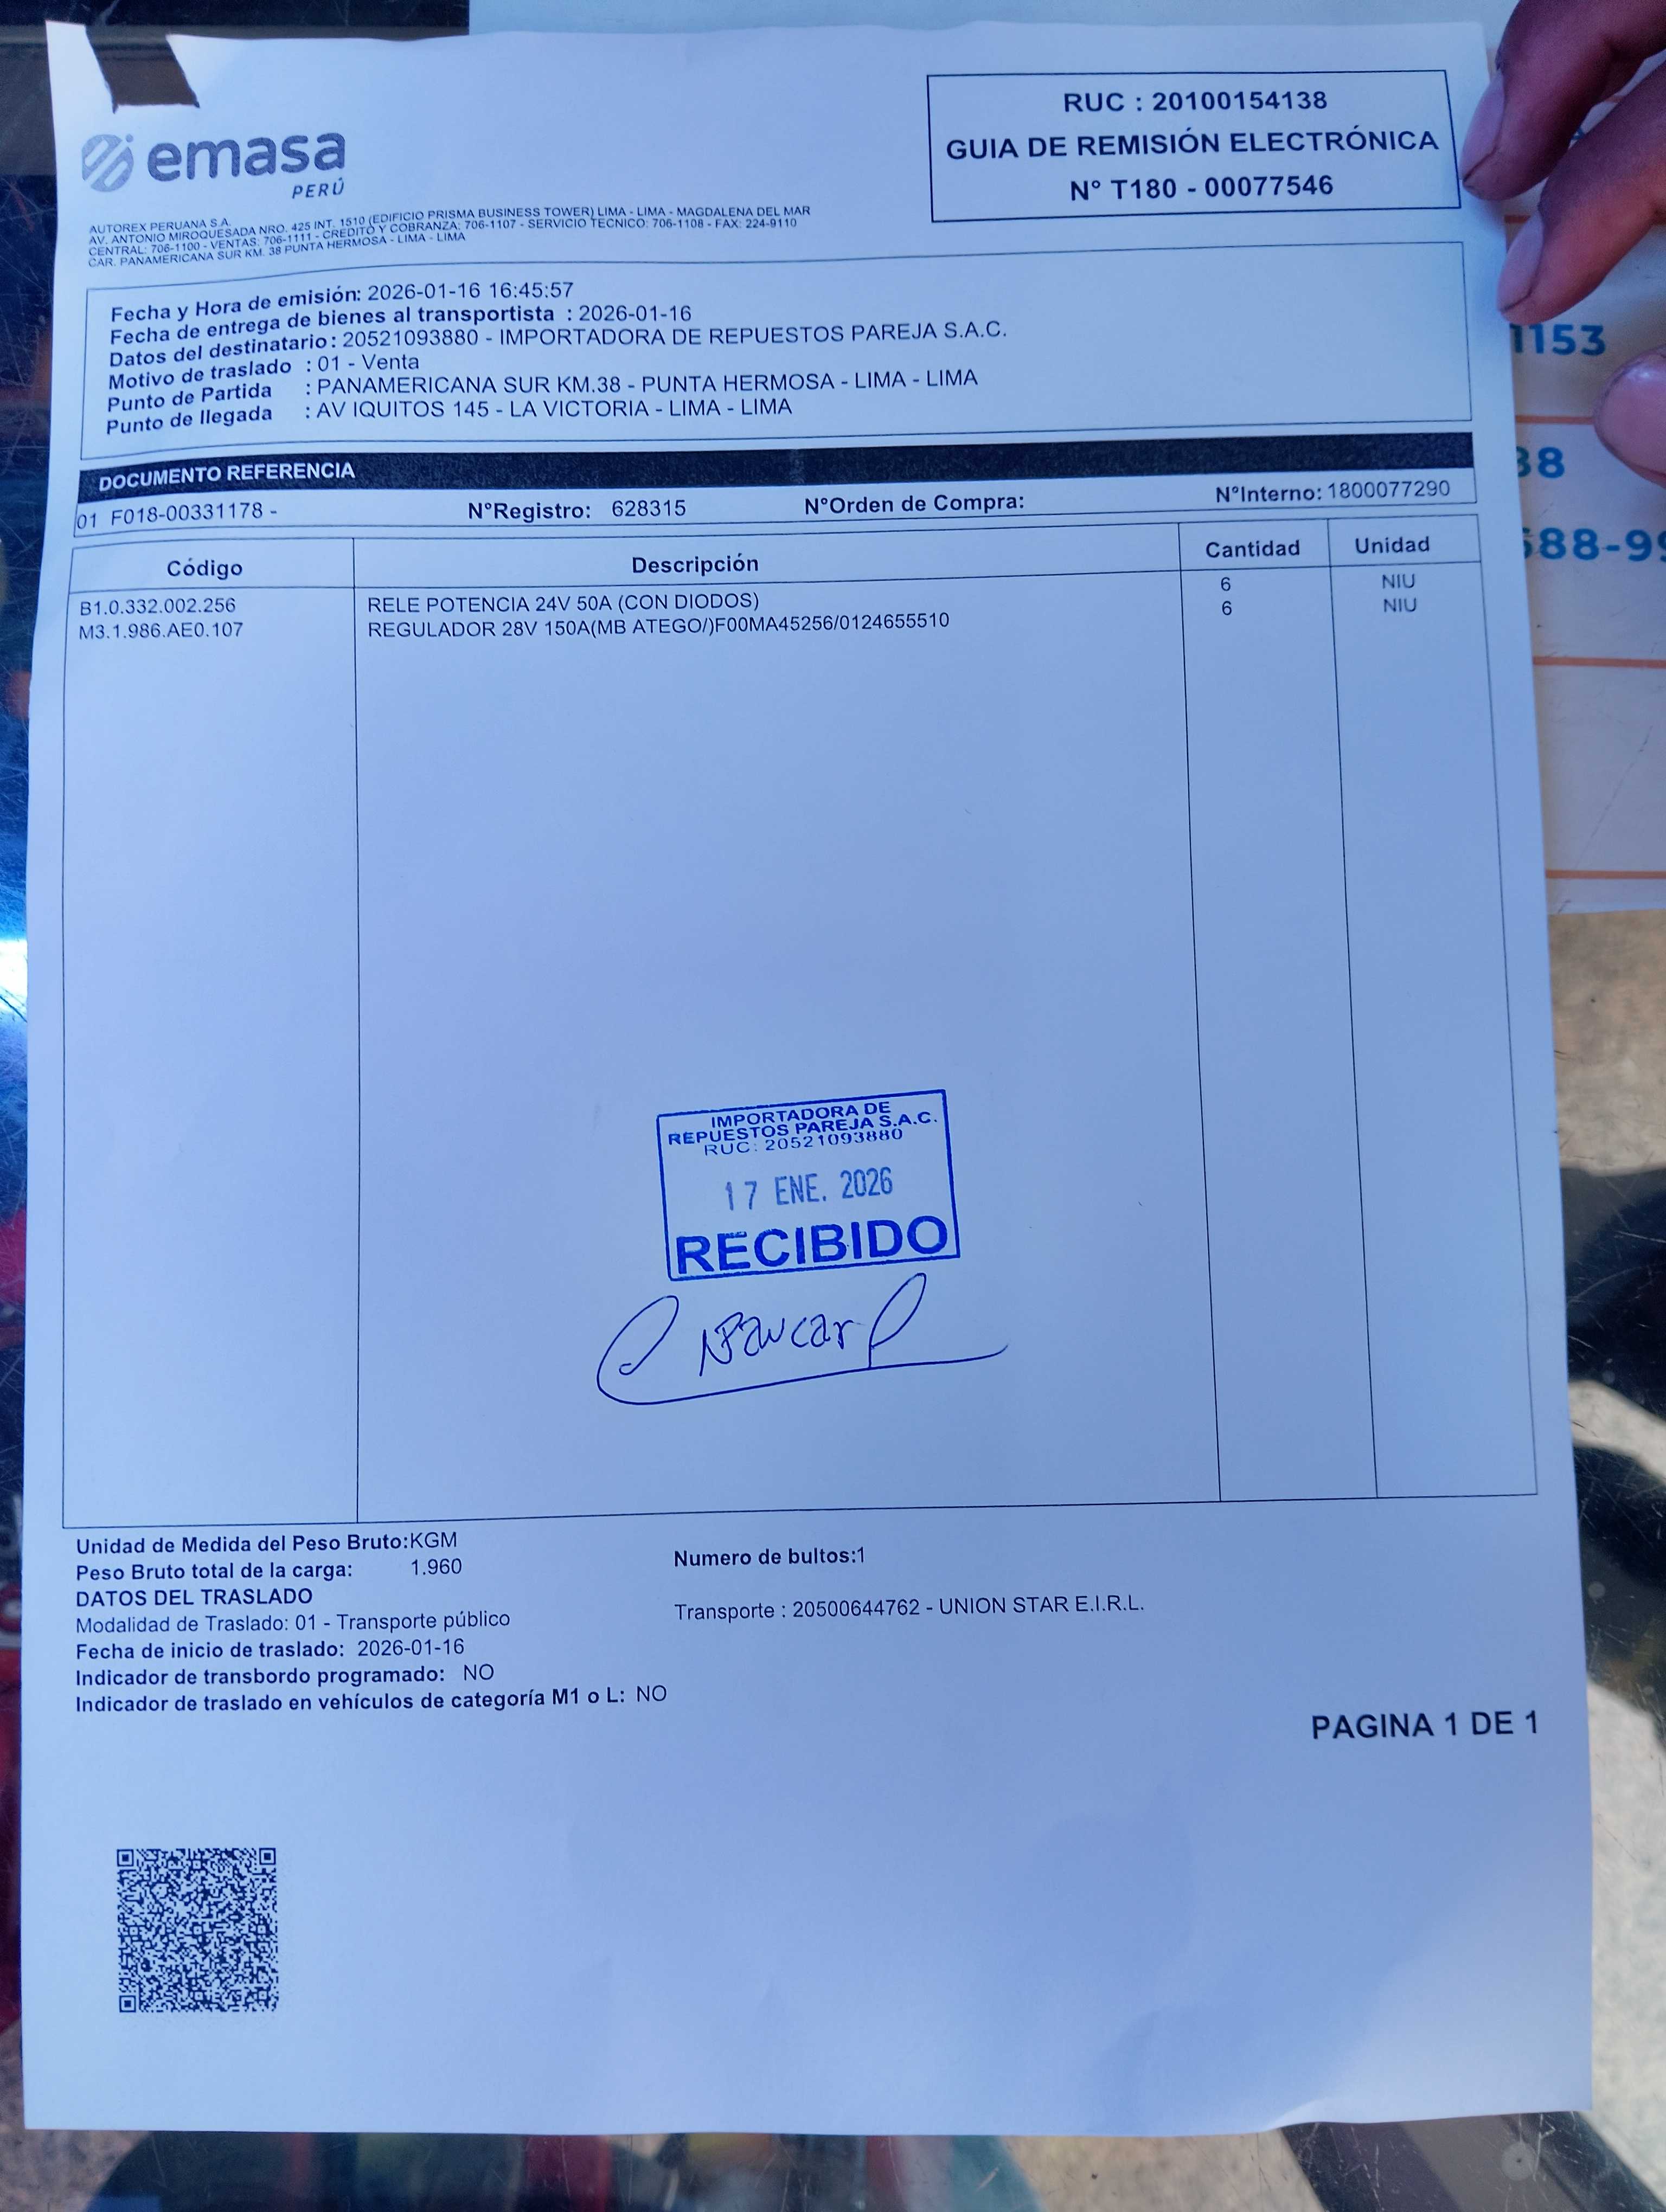 emasa
PERÚ
RUC : 20100154138
GUIA DE REMISIÓN ELECTRÓNICA
N° T180 - 00077546
AUTOREX PERUANA S.A.
AV. ANTONIO MIROQUESADA NRO. 425 INT. 1510 (EDIFICIO PRISMA BUSINESS TOWER) LIMA - LIMA - MAGDALENA DEL MAR
CENTRAL: 706-1100 - VENTAS: 706-1111 - CREDITO Y COBRANZA: 706-1107 - SERVICIO TECNICO: 706-1108 - FAX: 224-9110
CAR. PANAMERICANA SUR KM. 38 PUNTA HERMOSA - LIMA - LIMA
Fecha y Hora de emisión: 2026-01-16 16:45:57
Fecha de entrega de bienes al transportista : 2026-01-16
Datos del destinatario : 20521093880 - IMPORTADORA DE REPUESTOS PAREJA S.A.C.
Motivo de traslado : 01 - Venta
Punto de Partida : PANAMERICANA SUR KM.38 - PUNTA HERMOSA - LIMA - LIMA
Punto de llegada : AV IQUITOS 145 - LA VICTORIA - LIMA - LIMA
DOCUMENTO REFERENCIA
01 F018-00331178 - N°Registro: 628315 N°Orden de Compra: N°Interno: 1800077290
Código Descripción Cantidad Unidad
B1.0.332.002.256 RELE POTENCIA 24V 50A (CON DIODOS) 6 NIU
M3.1.986.AE0.107 REGULADOR 28V 150A(MB ATEGO/)F00MA45256/0124655510 6 NIU
IMPORTADORA DE
REPUESTOS PAREJA S.A.C.
RUC: 20521093880
17 ENE. 2026
RECIBIDO
Unidad de Medida del Peso Bruto:KGM
Peso Bruto total de la carga: 1.960 Numero de bultos:1
DATOS DEL TRASLADO
Modalidad de Traslado: 01 - Transporte público Transporte : 20500644762 - UNION STAR E.I.R.L.
Fecha de inicio de traslado: 2026-01-16
Indicador de transbordo programado: NO
Indicador de traslado en vehículos de categoría M1 o L: NO
PAGINA 1 DE 1
1153
38